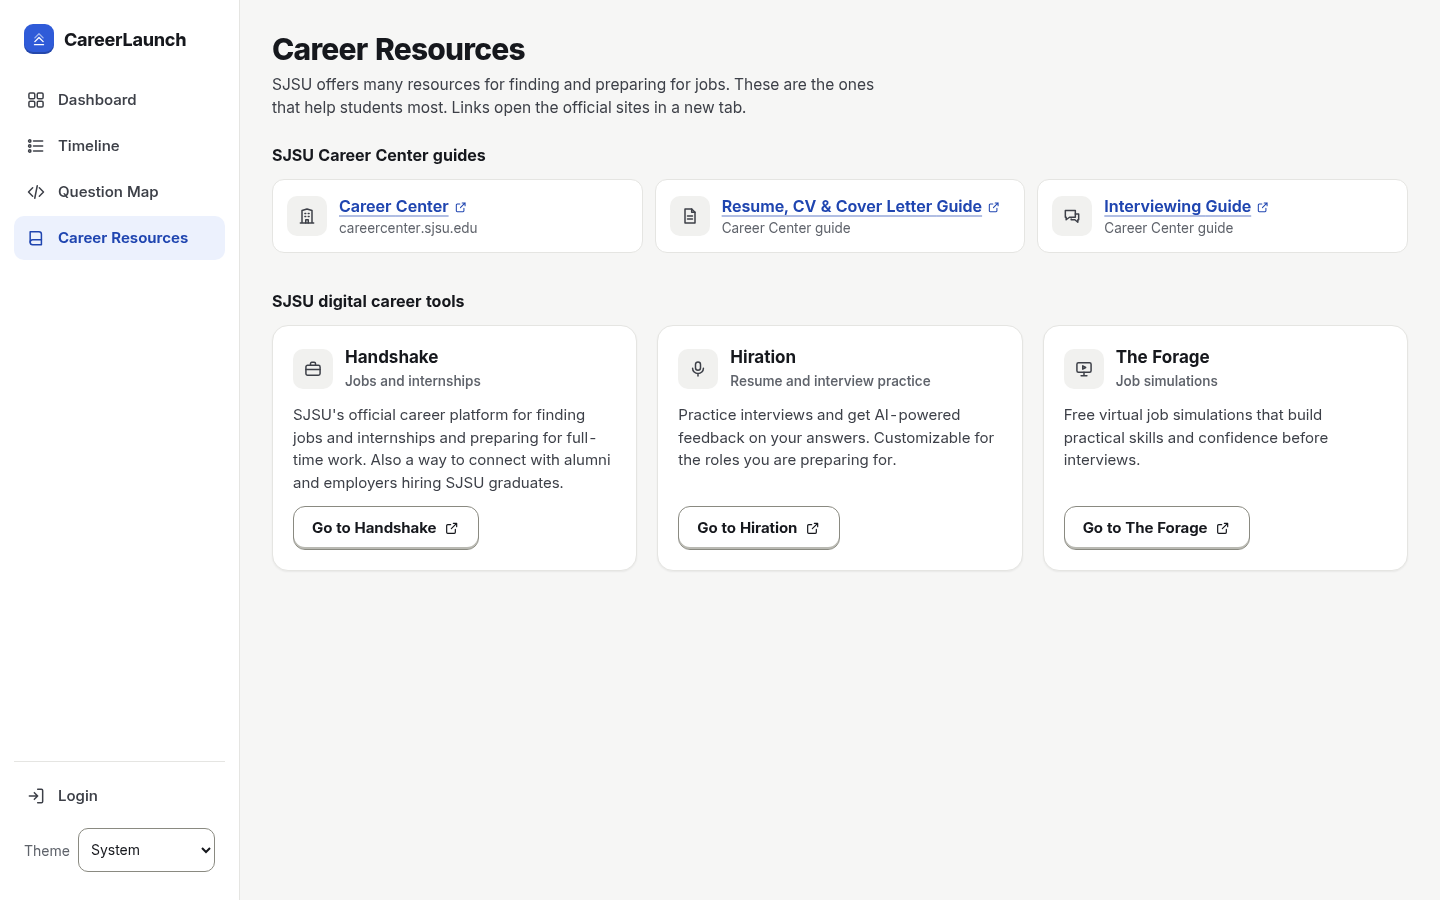 CareerLaunch
Dashboard
Timeline
Question Map
Career Resources
Login
Theme
System
Career Resources
SJSU offers many resources for finding and preparing for jobs. These are the ones
that help students most. Links open the official sites in a new tab.
SJSU Career Center guides
Career Center
careercenter.sjsu.edu
Resume, CV & Cover Letter Guide
Career Center guide
Interviewing Guide
Career Center guide
SJSU digital career tools
Handshake
Jobs and internships
SJSU's official career platform for finding
jobs and internships and preparing for full-
time work. Also a way to connect with alumni
and employers hiring SJSU graduates.
Go to Handshake
Hiration
Resume and interview practice
Practice interviews and get AI-powered
feedback on your answers. Customizable for
the roles you are preparing for.
Go to Hiration
The Forage
Job simulations
Free virtual job simulations that build
practical skills and confidence before
interviews.
Go to The Forage